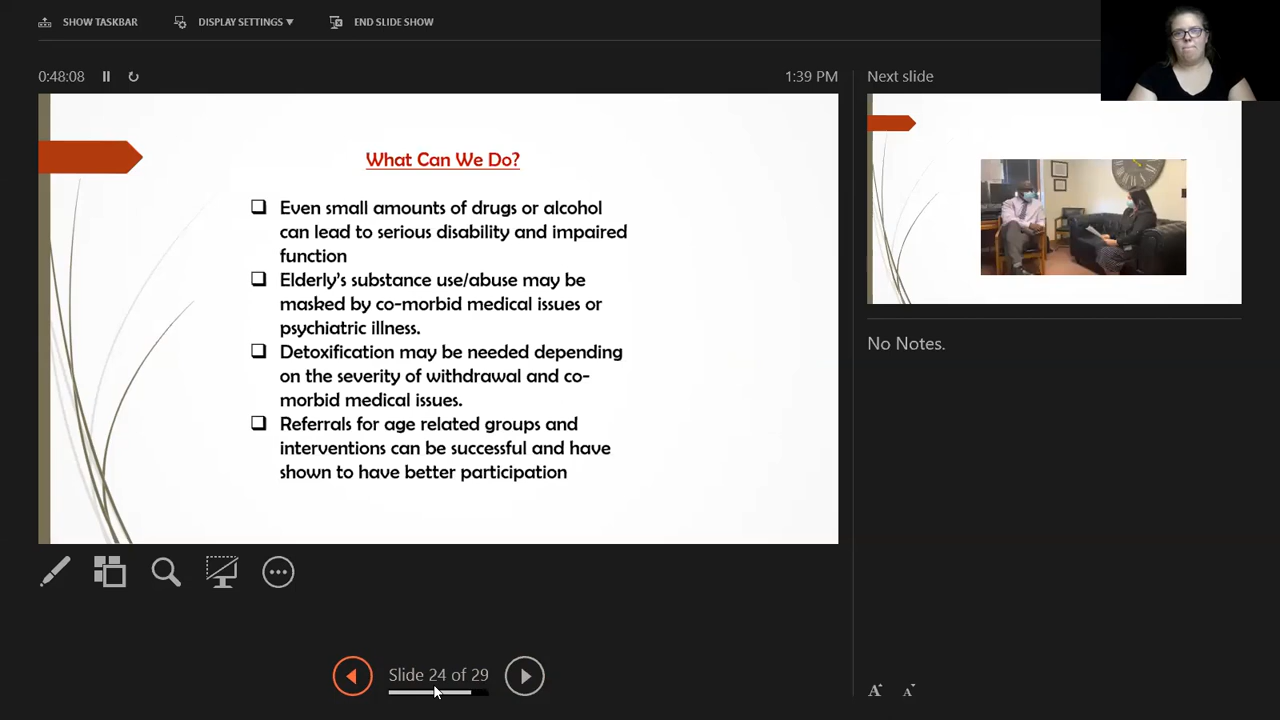 SHOW TASKBAR
DISPLAY SETTINGS ▼
END SLIDE SHOW
0:48:08
1:39 PM
Next slide
What Can We Do?
Even small amounts of drugs or alcohol
can lead to serious disability and impaired
function
Elderly's substance use/abuse may be
masked by co-morbid medical issues or
psychiatric illness.
Detoxification may be needed depending
on the severity of withdrawal and co-
morbid medical issues.
Referrals for age related groups and
interventions can be successful and have
shown to have better participation
No Notes.
Slide 24 of 29
A A